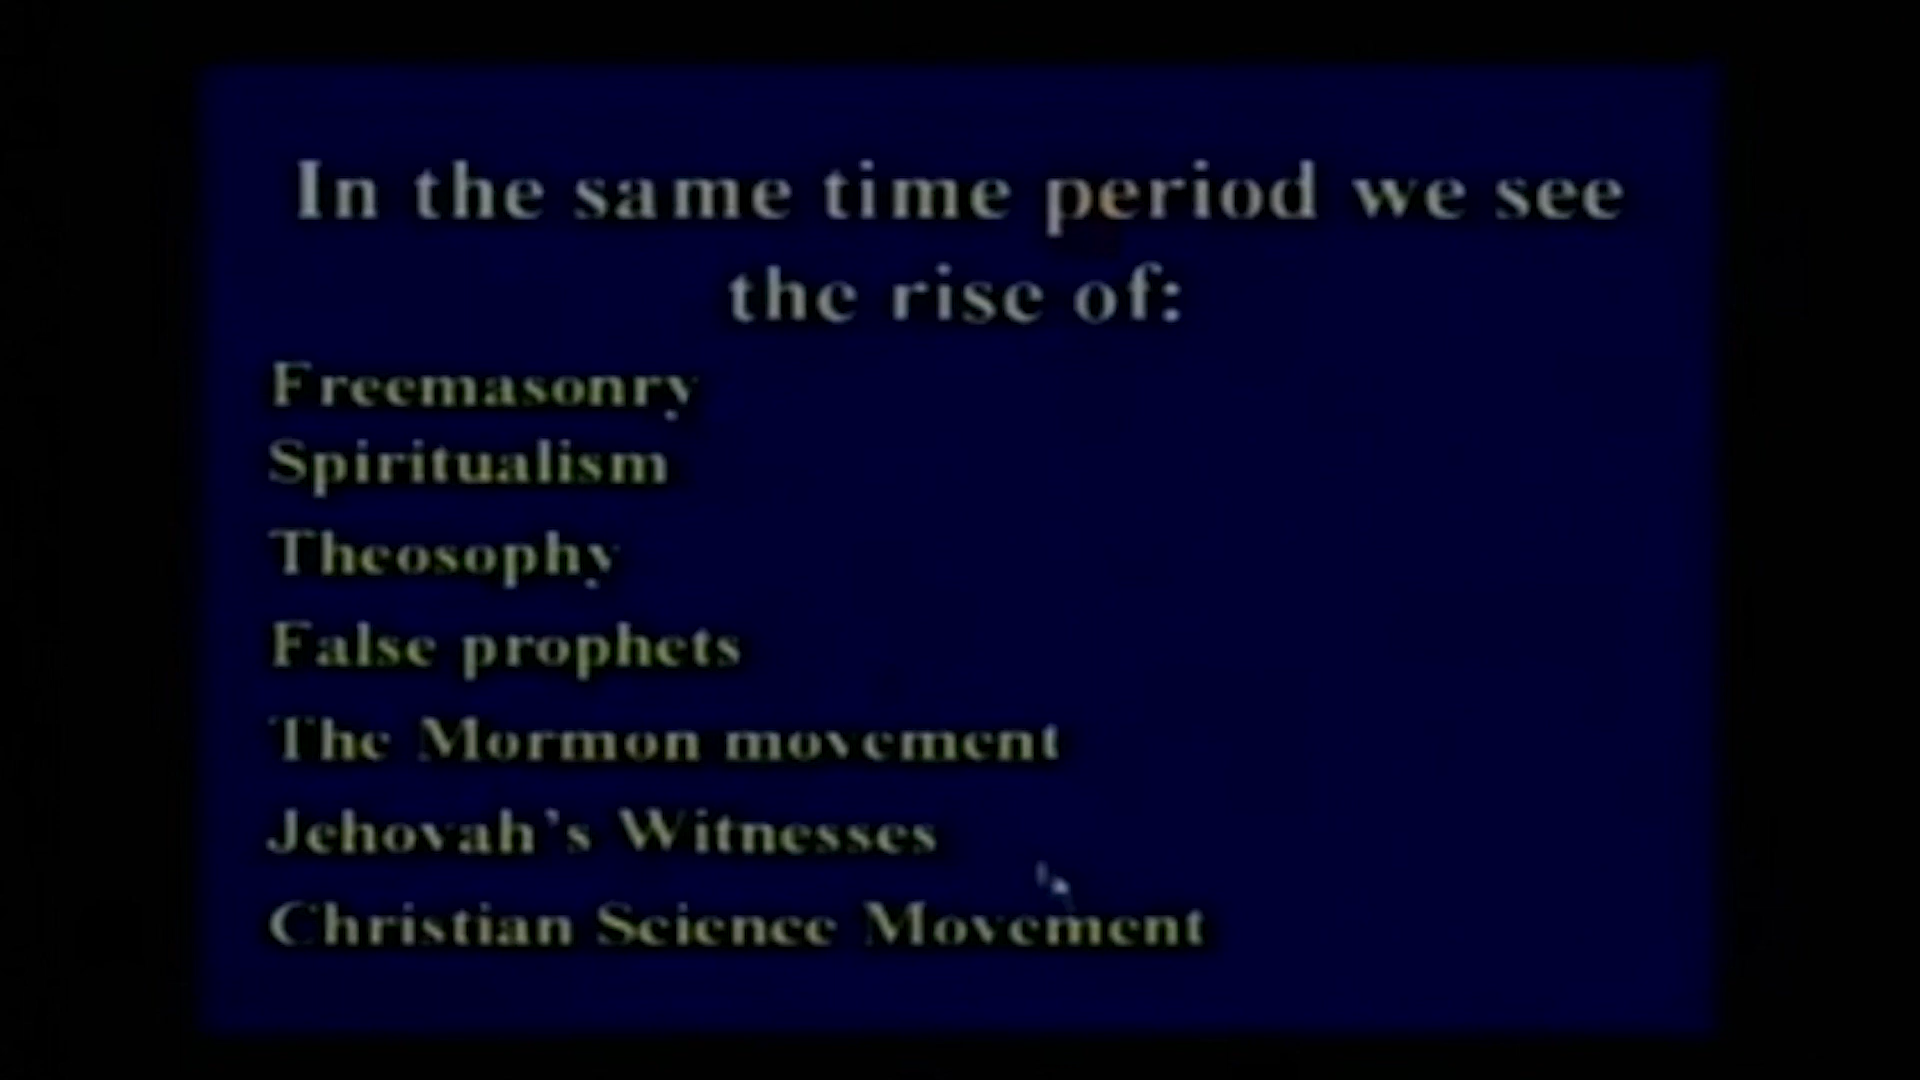 In the same time period we see
the rise of:
Freemasonry
Spiritualism
Theosophy
False prophets
The Mormon movement
Jehovah's Witnesses
Christian Science Movement